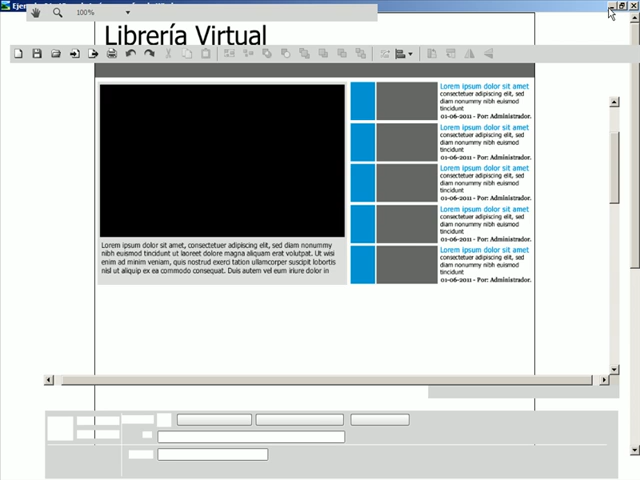 100%
Librería Virtual
Lorem ipsum dolor sit amet, consectetuer adipiscing elit, sed diam nonummy
nibh euismod tincidunt ut laoreet dolore magna aliquam erat volutpat. Ut wisi
enim ad minim veniam, quis nostrud exerci tation ullamcorper suscipit lobortis
nisl ut aliquip ex ea commodo consequat. Duis autem vel eum iriure dolor in
Lorem ipsum dolor sit amet
consectetuer adipiscing elit, sed
diam nonummy nibh euismod
tincidunt
01-06-2011 - Por: Administrador.
Lorem ipsum dolor sit amet
consectetuer adipiscing elit, sed
diam nonummy nibh euismod
tincidunt
01-06-2011 - Por: Administrador.
Lorem ipsum dolor sit amet
consectetuer adipiscing elit, sed
diam nonummy nibh euismod
tincidunt
01-06-2011 - Por: Administrador.
Lorem ipsum dolor sit amet
consectetuer adipiscing elit, sed
diam nonummy nibh euismod
tincidunt
01-06-2011 - Por: Administrador.
Lorem ipsum dolor sit amet
consectetuer adipiscing elit, sed
diam nonummy nibh euismod
tincidunt
01-06-2011 - Por: Administrador.